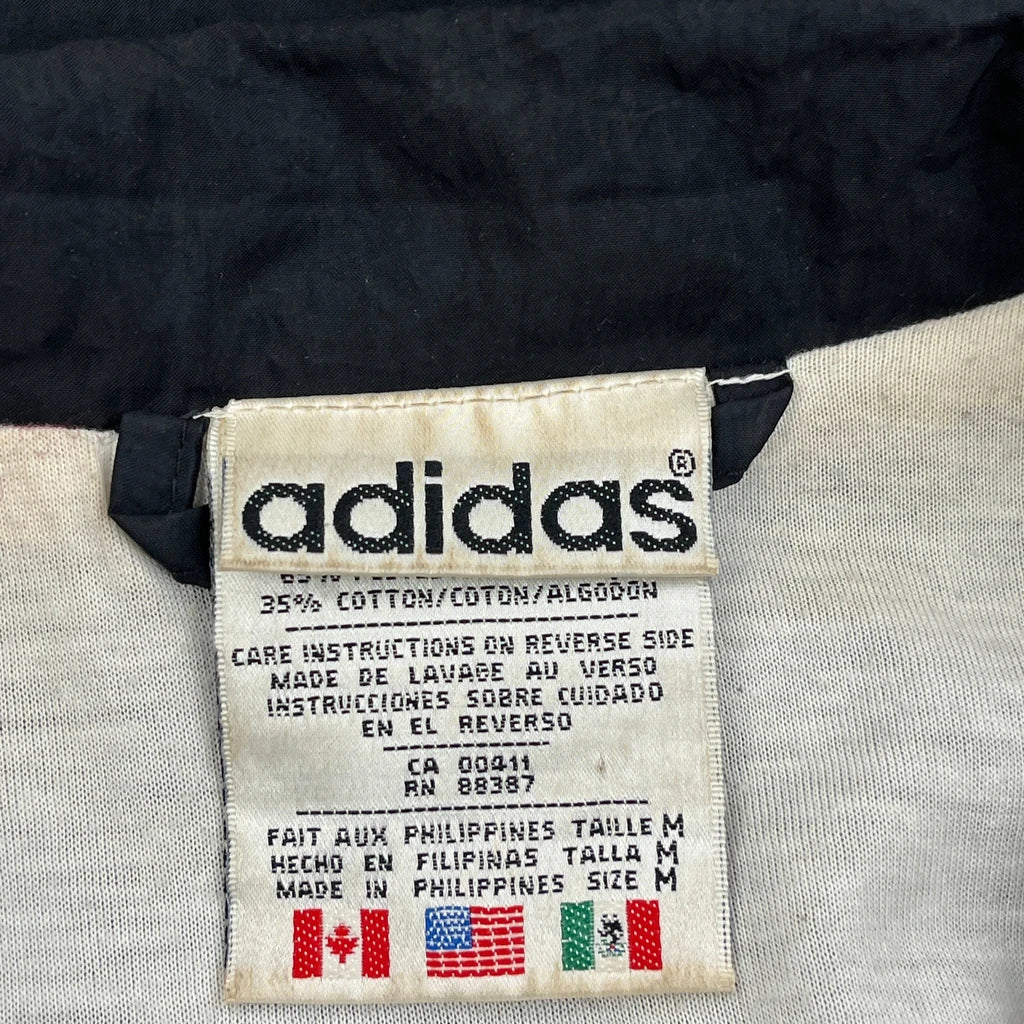 adidas®
35% COTTON/COTON/ALGODÓN
CARE INSTRUCTIONS ON REVERSE SIDE
MADE DE LAVAGE AU VERSO
INSTRUCCIONES SOBRE CUIDADO
EN EL REVERSO
CA 00411
RN 88387
FAIT AUX PHILIPPINES TAILLE M
HECHO EN FILIPINAS TALLA M
MADE IN PHILIPPINES SIZE M